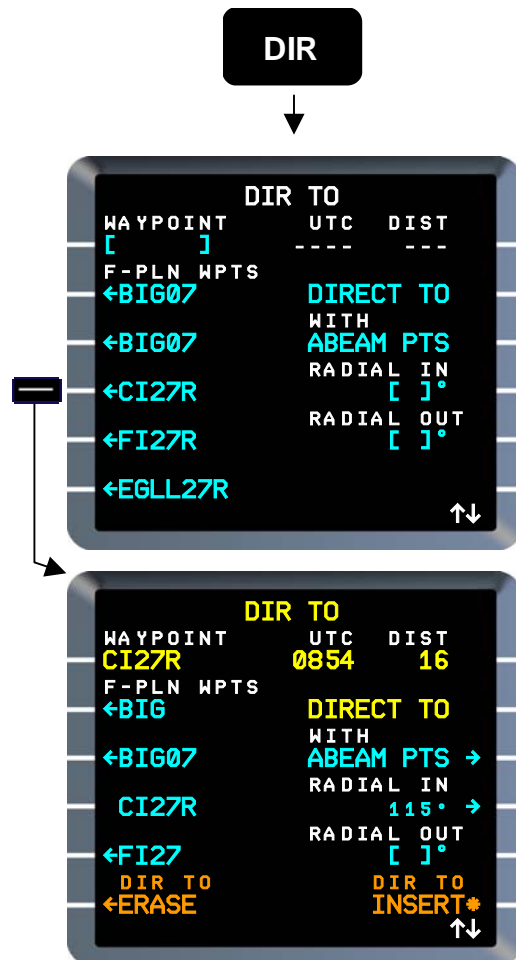 DIR
DIR TO
WAYPOINT UTC DIST
[ ] ---- ---
F-PLN WPTS
←BIG07 DIRECT TO
WITH
←BIG07 ABEAM PTS
RADIAL IN
←CI27R [ ]°
RADIAL OUT
←FI27R [ ]°
←EGLL27R
↑↓
DIR TO
WAYPOINT UTC DIST
CI27R 0854 16
F-PLN WPTS
←BIG DIRECT TO
WITH
←BIG07 ABEAM PTS →
RADIAL IN
CI27R 115° →
RADIAL OUT
←FI27 [ ]°
DIR TO DIR TO
←ERASE INSERT*
↑↓